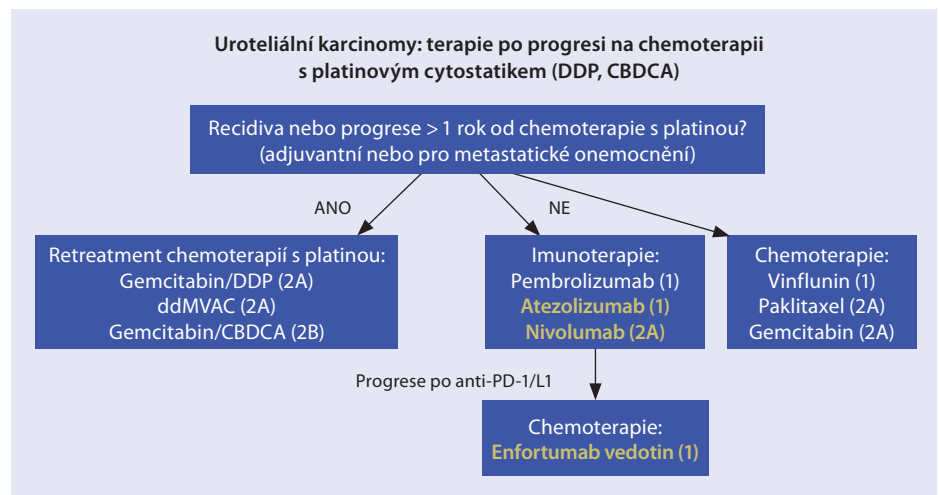 Uroteliální karcinomy: terapie po progresi na chemoterapii
s platinovým cytostatikem (DDP, CBDCA)
Recidiva nebo progrese > 1 rok od chemoterapie s platinou?
(adjuvantní nebo pro metastatické onemocnění)
ANO
NE
Retreatment chemoterapií s platinou:
Gemcitabin/DDP (2A)
ddMVAC (2A)
Gemcitabin/CBDCA (2B)
Imunoterapie:
Pembrolizumab (1)
Atezolizumab (1)
Nivolumab (2A)
Chemoterapie:
Vinflunin (1)
Paklitaxel (2A)
Gemcitabin (2A)
Progrese po anti-PD-1/L1
Chemoterapie:
Enfortumab vedotin (1)